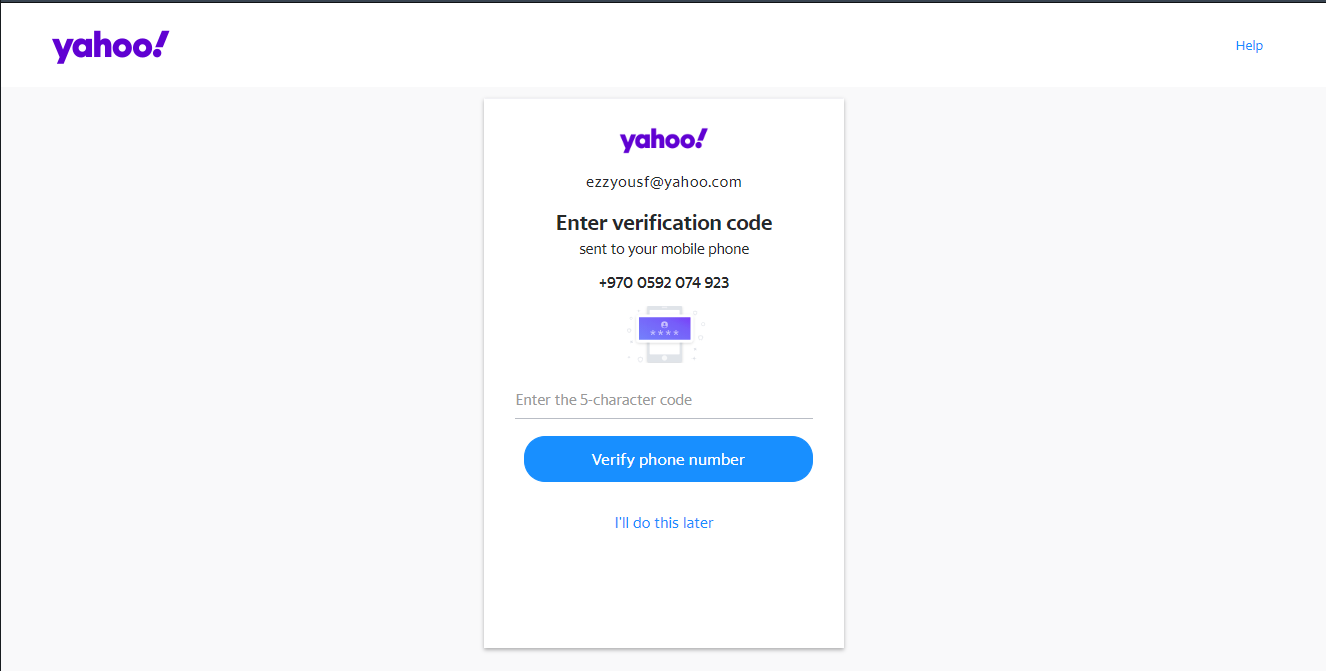 yahoo!
Help
yahoo!
ezzyousf@yahoo.com
Enter verification code
sent to your mobile phone
+970 0592 074 923
****
Enter the 5-character code
Verify phone number
I'll do this later